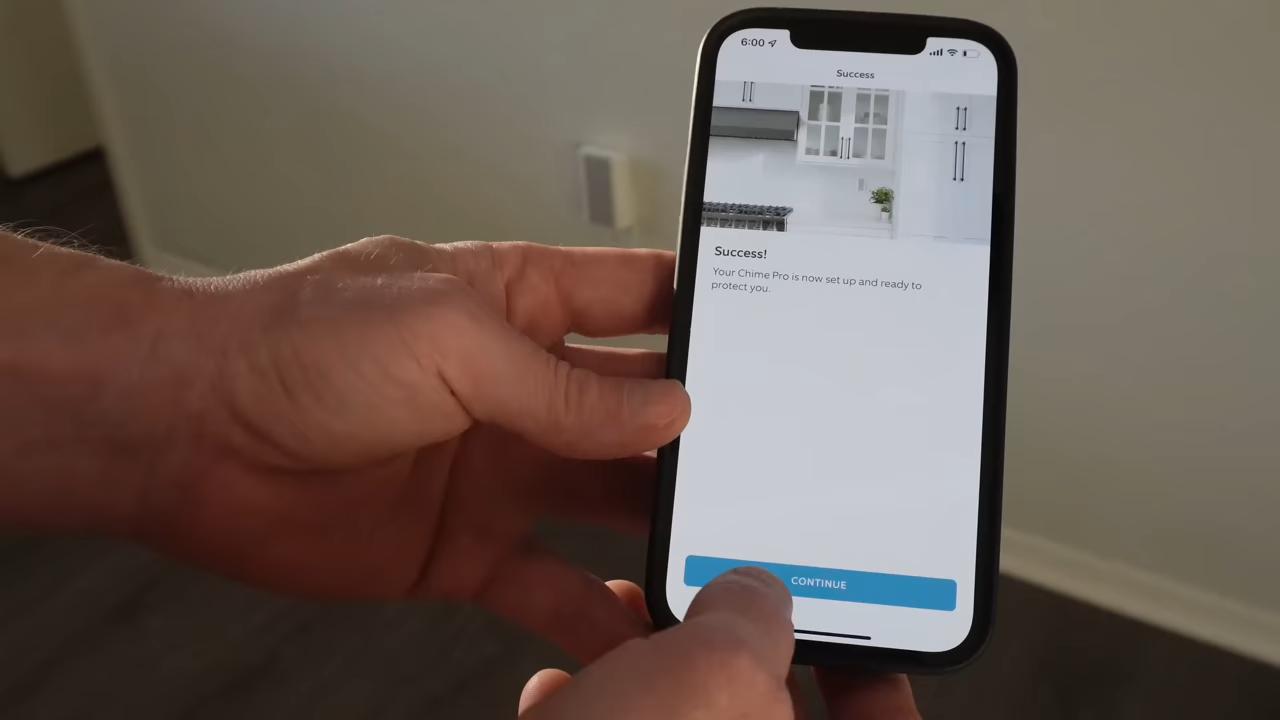 6:00
Success
Success!
Your Chime Pro is now set up and ready to
protect you.
CONTINUE